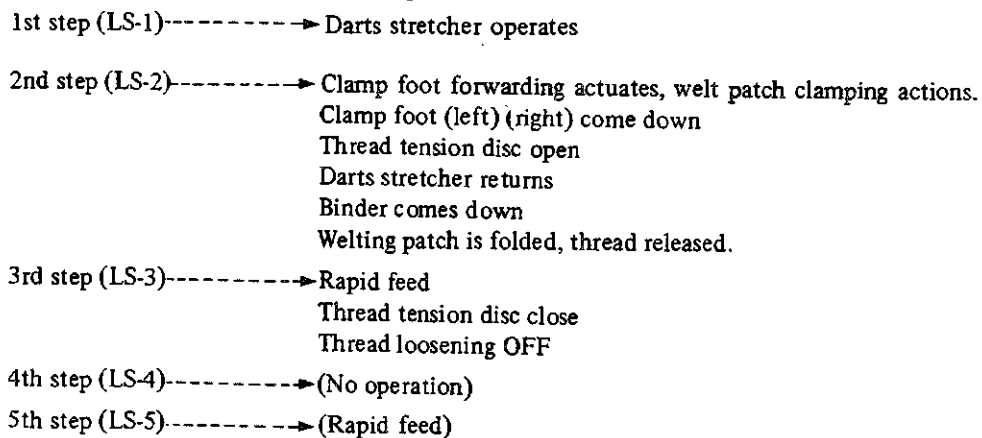 1st step (LS-1)----------→ Darts stretcher operates
2nd step (LS-2)----------→ Clamp foot forwarding actuates, welt patch clamping actions.
Clamp foot (left) (right) come down
Thread tension disc open
Darts stretcher returns
Binder comes down
Welting patch is folded, thread released.
3rd step (LS-3)----------→ Rapid feed
Thread tension disc close
Thread loosening OFF
4th step (LS-4)----------→ (No operation)
5th step (LS-5)----------→ (Rapid feed)